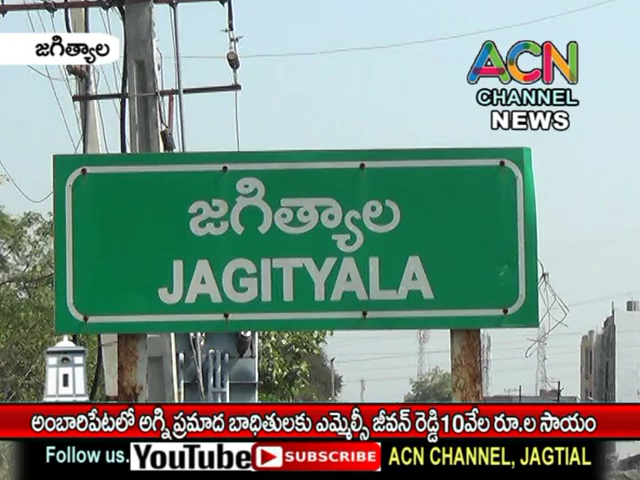 జగిత్యాల
ACN
CHANNEL
NEWS
జగిత్యాల
JAGITYALA
అంబారిపేటలో అగ్ని ప్రమాద బాధితులకు ఎమ్మెల్సీ జీవన్ రెడ్డి10వేల రూ.ల సాయం
Follow us. YouTube SUBSCRIBE ACN CHANNEL, JAGTIAL